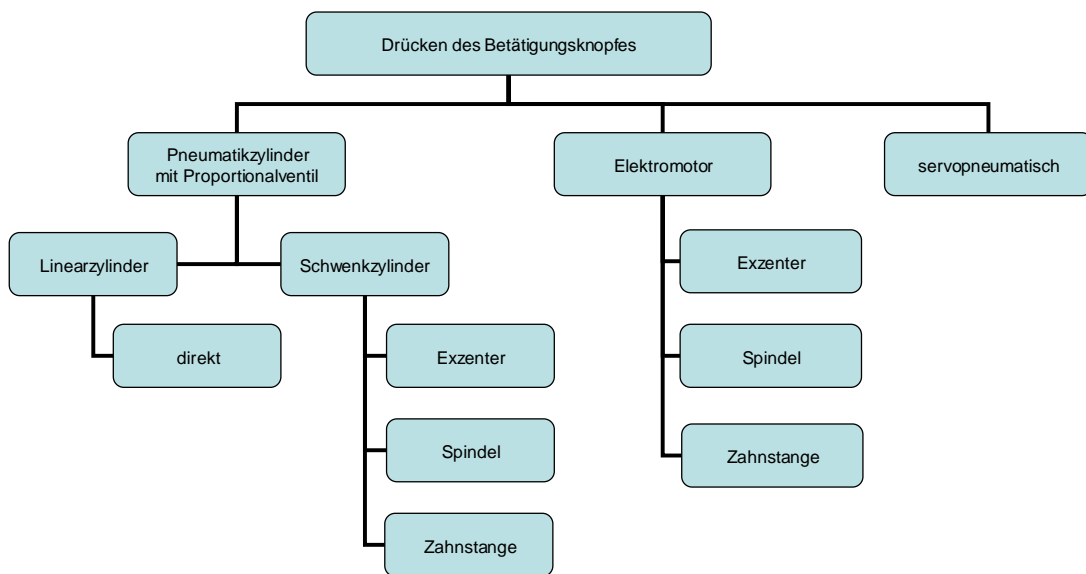 Drücken des Betätigungsknopfes
Pneumatikzylinder
mit Proportionalventil
Elektromotor
servopneumatisch
Linearzylinder
Schwenkzylinder
Exzenter
direkt
Exzenter
Spindel
Spindel
Zahnstange
Zahnstange